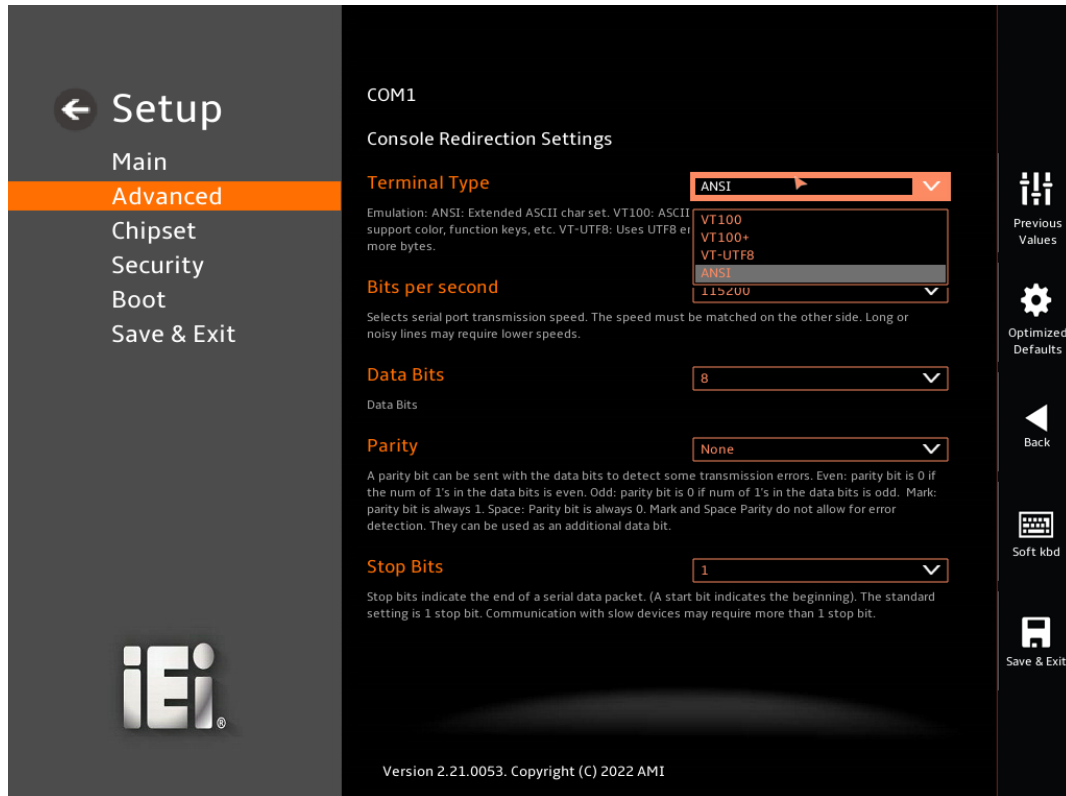 Setup
Main
Advanced
Chipset
Security
Boot
Save & Exit
iEi®
COM1
Console Redirection Settings
Terminal Type
ANSI
Emulation: ANSI: Extended ASCII char set. VT100: ASCII
support color, function keys, etc. VT-UTF8: Uses UTF8
more bytes.
VT100
VT100+
VT-UTF8
ANSI
Bits per second
115200
Selects serial port transmission speed. The speed must be matched on the other side. Long or
noisy lines may require lower speeds.
Data Bits
8
Data Bits
Parity
None
A parity bit can be sent with the data bits to detect some transmission errors. Even: parity bit is 0 if
the num of 1's in the data bits is even. Odd: parity bit is 0 if num of 1's in the data bits is odd. Mark:
parity bit is always 1. Space: Parity bit is always 0. Mark and Space Parity do not allow for error
detection. They can be used as an additional data bit.
Stop Bits
1
Stop bits indicate the end of a serial data packet. (A start bit indicates the beginning). The standard
setting is 1 stop bit. Communication with slow devices may require more than 1 stop bit.
Version 2.21.0053. Copyright (C) 2022 AMI
Previous
Values
Optimized
Defaults
Back
Soft kbd
Save & Exit